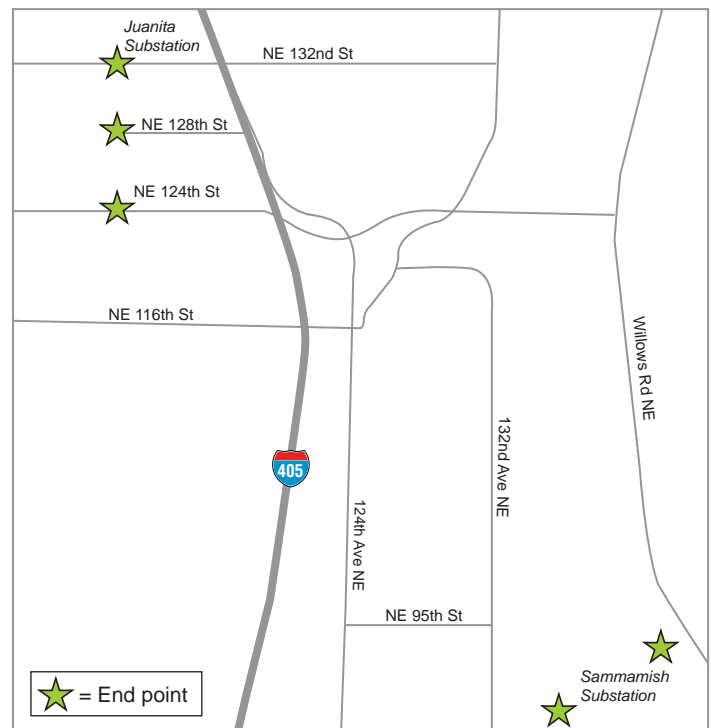 Juanita
Substation
NE 132nd St
NE 128th St
NE 124th St
NE 116th St
Willows Rd NE
405
132nd Ave NE
124th Ave NE
NE 95th St
Sammamish
Substation
= End point